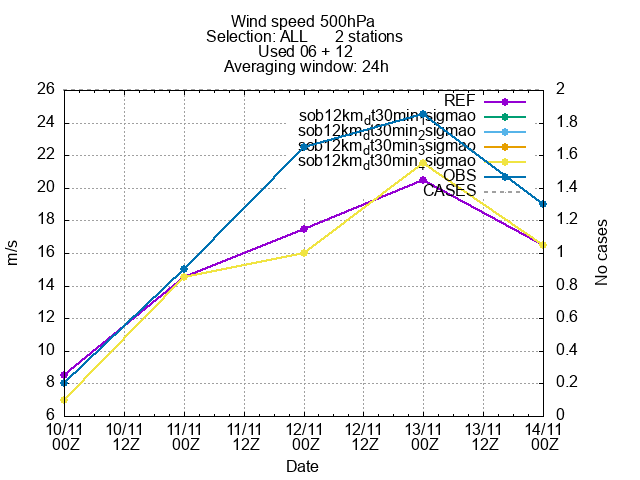 Wind speed 500hPa
Selection: ALL 2 stations
Used 06 + 12
Averaging window: 24h
REF
sob12km_dt30min_1sigmao
sob12km_dt30min_2sigmao
sob12km_dt30min_3sigmao
sob12km_dt30min_4sigmao
OBS
CASES
m/s
26
24
22
20
18
16
14
12
10
8
6
No cases
2
1.8
1.6
1.4
1.2
1
0.8
0.6
0.4
0.2
0
10/11 10/11 11/11 11/11 12/11 12/11 13/11 13/11 14/11
00Z 12Z 00Z 12Z 00Z 12Z 00Z 12Z 00Z
Date